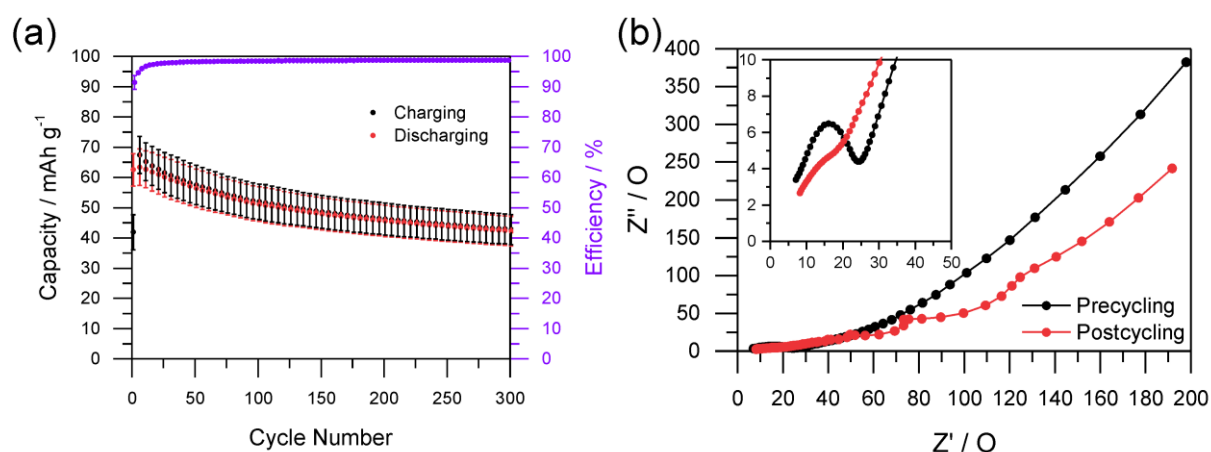 (a)
100
90
80
70
60
50
40
30
20
10
0
Capacity / mAh g⁻¹
Charging
Discharging
100
90
80
70
60
50
40
30
20
10
0
Efficiency / %
0 50 100 150 200 250 300
Cycle Number
(b)
400
350
300
250
200
150
100
50
0
Z'' / O
10
8
6
4
2
0
0 10 20 30 40 50
Precycling
Postcycling
0 20 40 60 80 100 120 140 160 180 200
Z' / O